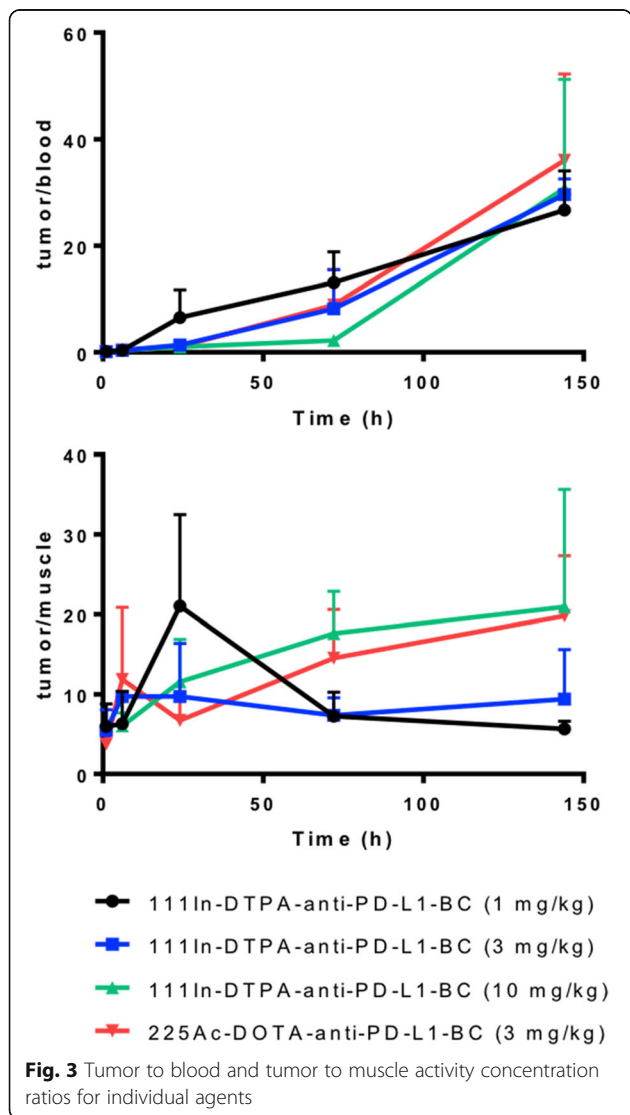 60
40
20
0
tumor/blood
0 50 100 150
Time (h)
40
30
20
10
0
tumor/muscle
0 50 100 150
Time (h)
111In-DTPA-anti-PD-L1-BC (1 mg/kg)
111In-DTPA-anti-PD-L1-BC (3 mg/kg)
111In-DTPA-anti-PD-L1-BC (10 mg/kg)
225Ac-DOTA-anti-PD-L1-BC (3 mg/kg)
Fig. 3 Tumor to blood and tumor to muscle activity concentration
ratios for individual agents